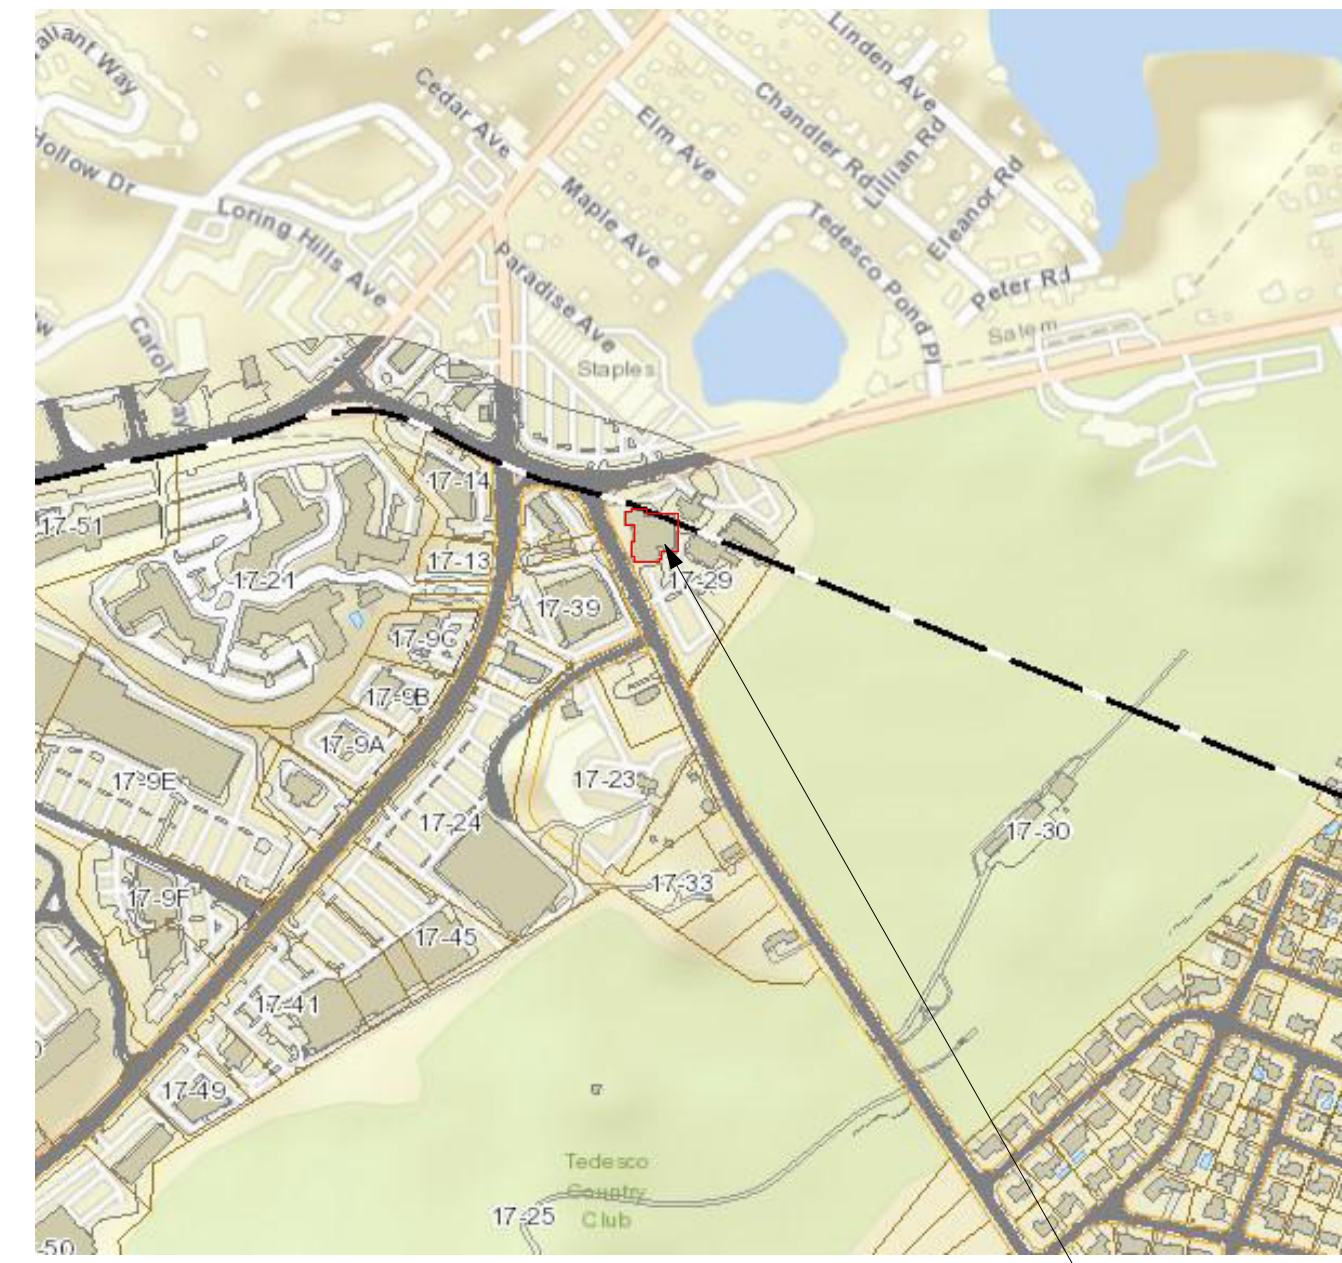 allant Way
Hollow Dr
Cedar Ave
Linden Ave
Chandler Rd
Elm Ave
Lillian Rd
Eleanor Rd
Maple Ave
Loring Hills Ave
Tedesco Pond Pl
Paradise Ave
Peter Rd
Salem
Carol
Way
w
Staples
17-14
17-51
17-13
17-21
17-29
17-39
17-9C
17-9B
17-9A
17-9E
17-23
17-24
17-30
17-33
17-9F
17-45
17-41
17-49
Tedesco
Country
Club
17-25
-50